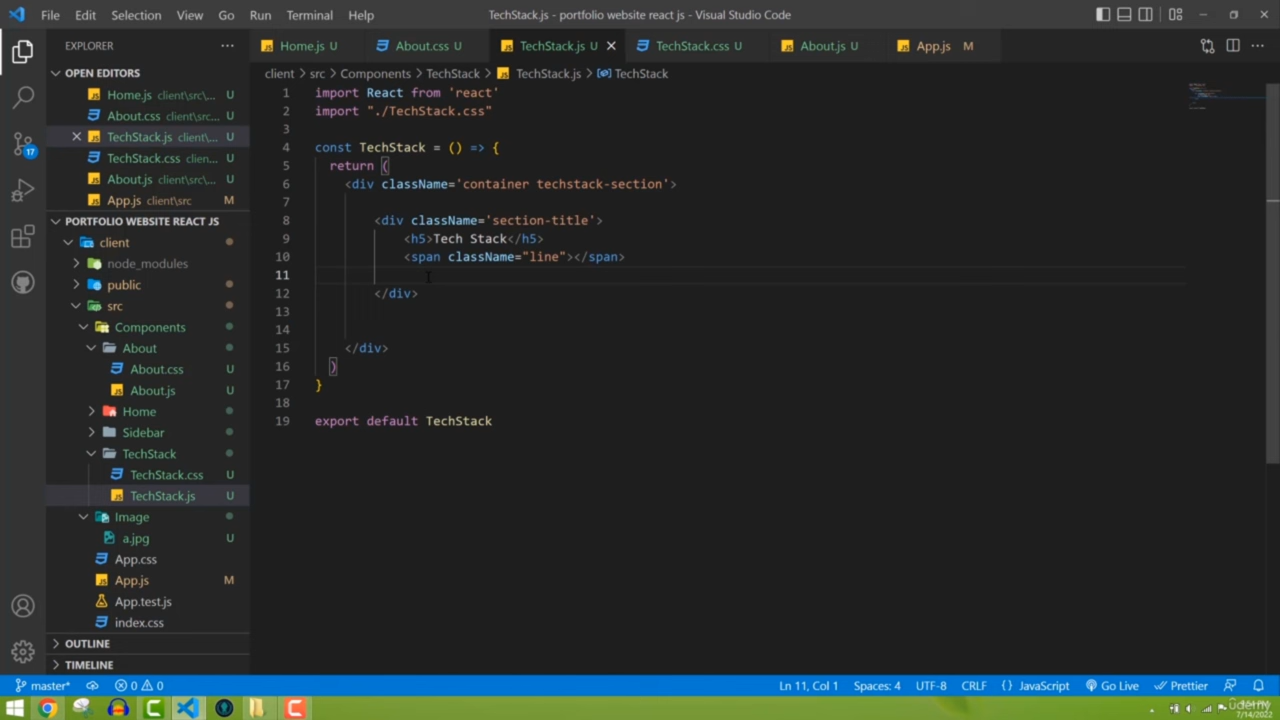 File Edit Selection View Go Run Terminal Help
TechStack.js - portfolio website react js - Visual Studio Code
EXPLORER
OPEN EDITORS
Home.js client\src\... U
About.css client\src... U
TechStack.js client\... U
TechStack.css clien... U
About.js client\src\... U
App.js client\src M
PORTFOLIO WEBSITE REACT JS
client
node_modules
public
src
Components
About
About.css U
About.js U
Home
Sidebar
TechStack
TechStack.css U
TechStack.js U
Image
a.jpg U
App.css
App.js M
App.test.js
index.css
OUTLINE
TIMELINE
17
Home.js U About.css U TechStack.js U TechStack.css U About.js U App.js M
client > src > Components > TechStack > TechStack.js > TechStack
1 import React from 'react'
2 import "./TechStack.css"
3
4 const TechStack = () => {
5 return (
6 <div className='container techstack-section'>
7
8 <div className='section-title'>
9 <h5>Tech Stack</h5>
10 <span className="line"></span>
11
12 </div>
13
14
15 </div>
16 )
17 }
18
19 export default TechStack
master* 0 0 Ln 11, Col 1 Spaces: 4 UTF-8 CRLF {} JavaScript Go Live Prettier
udemy
7/14/2022